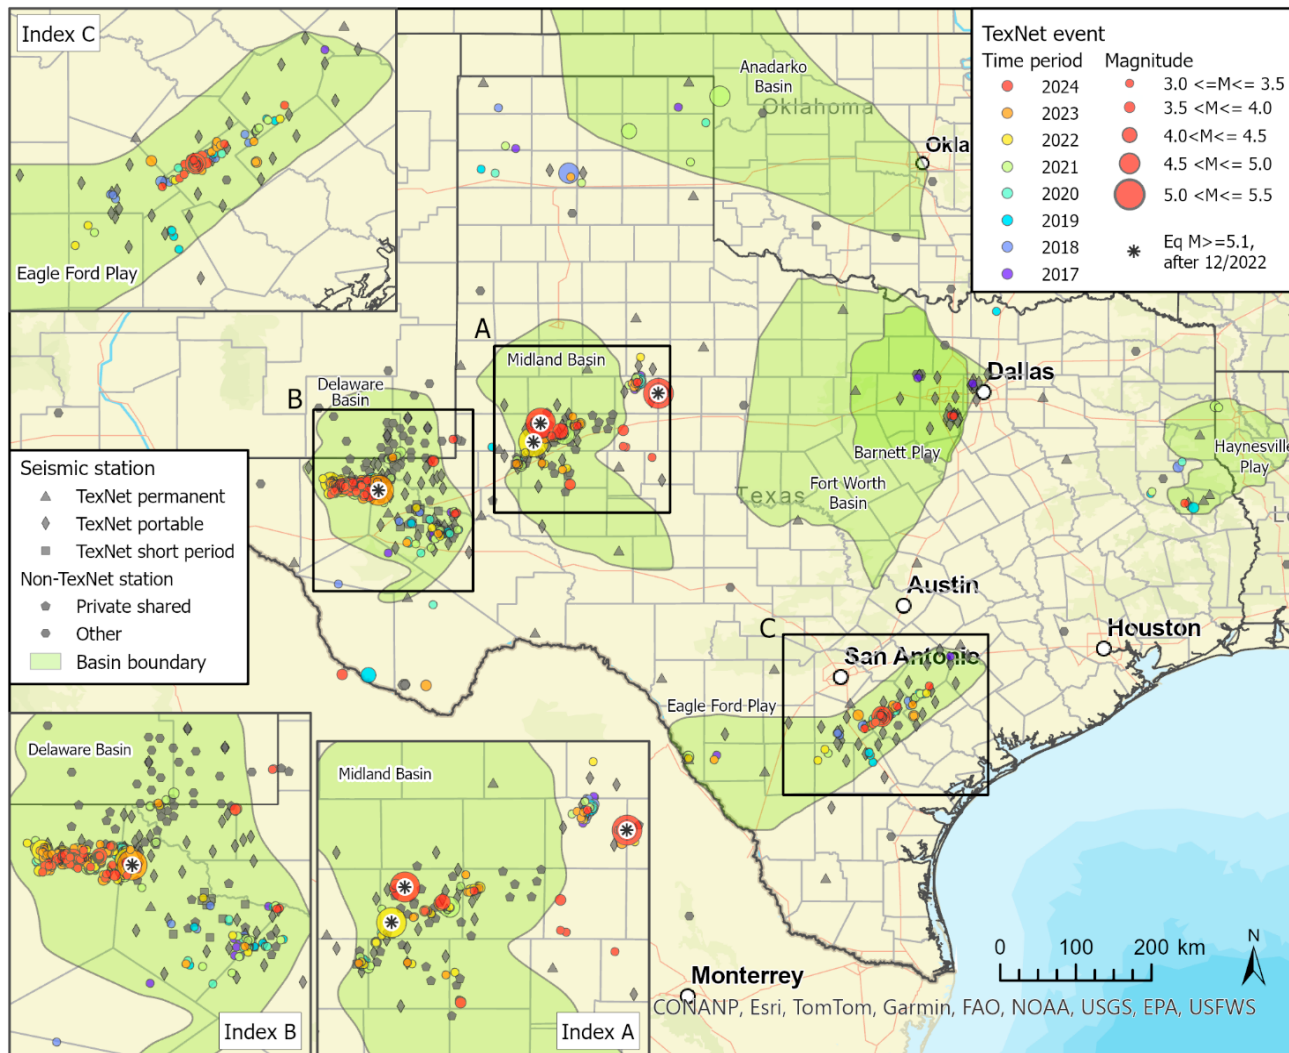 Index C
Eagle Ford Play
Anadarko
Basin
Oklahoma
Okla
TexNet event
Time period
Magnitude
2024
2023
2022
2021
2020
2019
2018
2017
3.0 <=M<= 3.5
3.5 <M<= 4.0
4.0<M<= 4.5
4.5 <M<= 5.0
5.0 <M<= 5.5
Eq M>=5.1,
after 12/2022
A
Midland Basin
B
Delaware
Basin
Dallas
Barnett Play
Fort Worth
Basin
Texas
Haynesville
Play
Seismic station
TexNet permanent
TexNet portable
TexNet short period
Non-TexNet station
Private shared
Other
Basin boundary
Austin
Houston
C
San Antonio
Eagle Ford Play
Delaware Basin
Index B
Midland Basin
Index A
Monterrey
0 100 200 km
N
CONANP, Esri, TomTom, Garmin, FAO, NOAA, USGS, EPA, USFWS